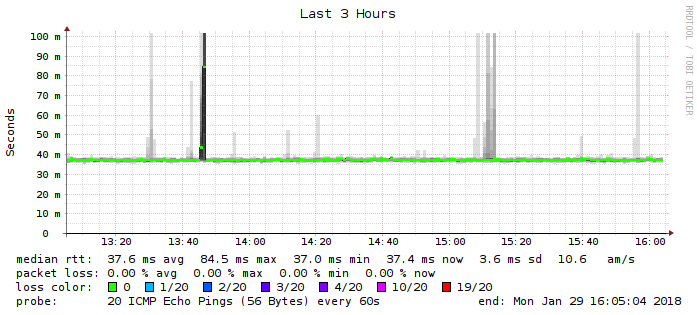 Last 3 Hours
RRDTOOL / TOBI OETIKER
Seconds
100 m
90 m
80 m
70 m
60 m
50 m
40 m
30 m
20 m
10 m
0
13:20 13:40 14:00 14:20 14:40 15:00 15:20 15:40 16:00
median rtt: 37.6 ms avg 84.5 ms max 37.0 ms min 37.4 ms now 3.6 ms sd 10.6 am/s
packet loss: 0.00 % avg 0.00 % max 0.00 % min 0.00 % now
loss color: 0 1/20 2/20 3/20 4/20 10/20 19/20
probe: 20 ICMP Echo Pings (56 Bytes) every 60s end: Mon Jan 29 16:05:04 2018